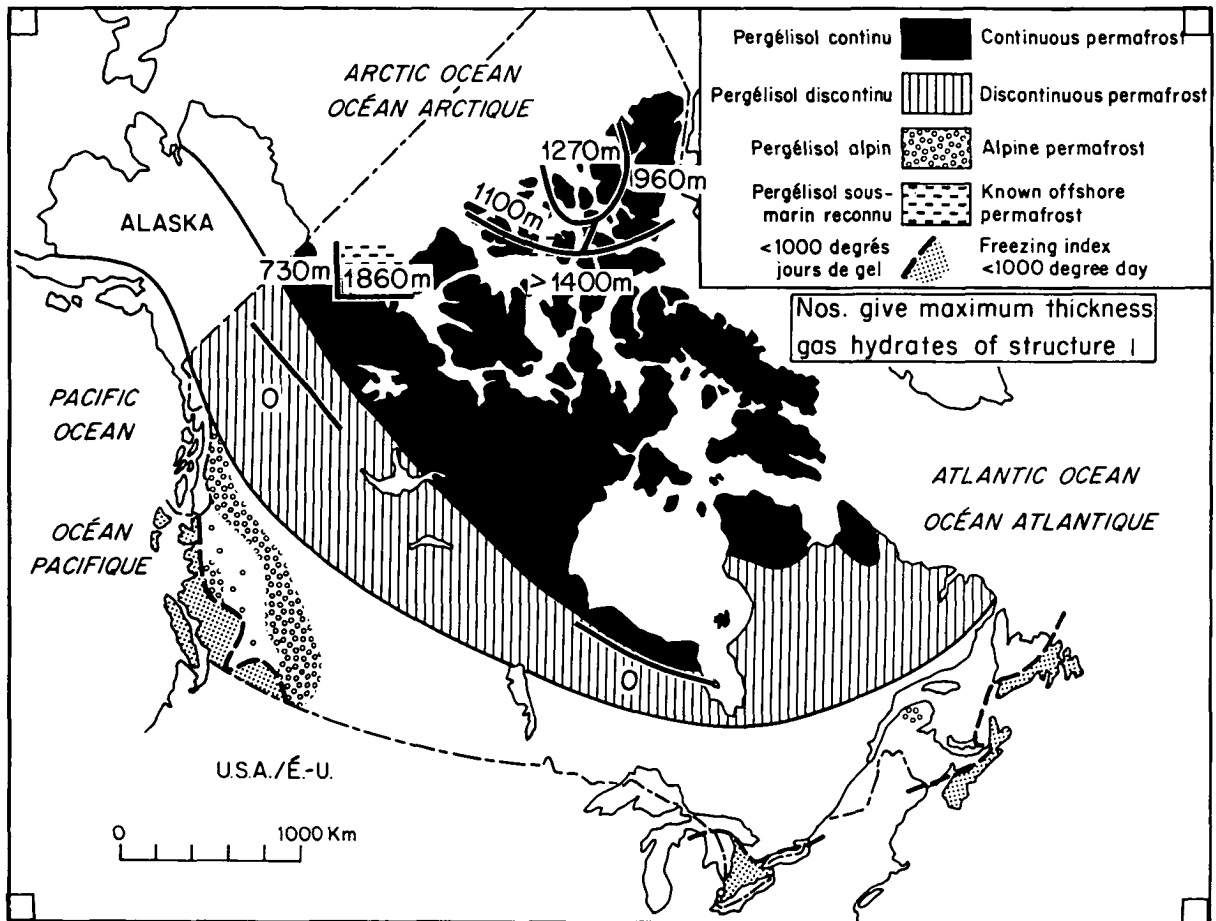 Pergélisol continu
Continuous permafrost
Pergélisol discontinu
Discontinuous permafrost
Pergélisol alpin
Alpine permafrost
Pergélisol sous-
marin reconnu
Known offshore
permafrost
<1000 degrés
jours de gel
Freezing index
<1000 degree day
Nos. give maximum thickness
gas hydrates of structure I
ARCTIC OCEAN
OCÉAN ARCTIQUE
1270m
960m
1100m
ALASKA
730m
1860m
> 1400m
PACIFIC
OCEAN
O
ATLANTIC OCEAN
OCÉAN ATLANTIQUE
OCÉAN
PACIFIQUE
O
U.S.A./É.-U.
0 1000 Km